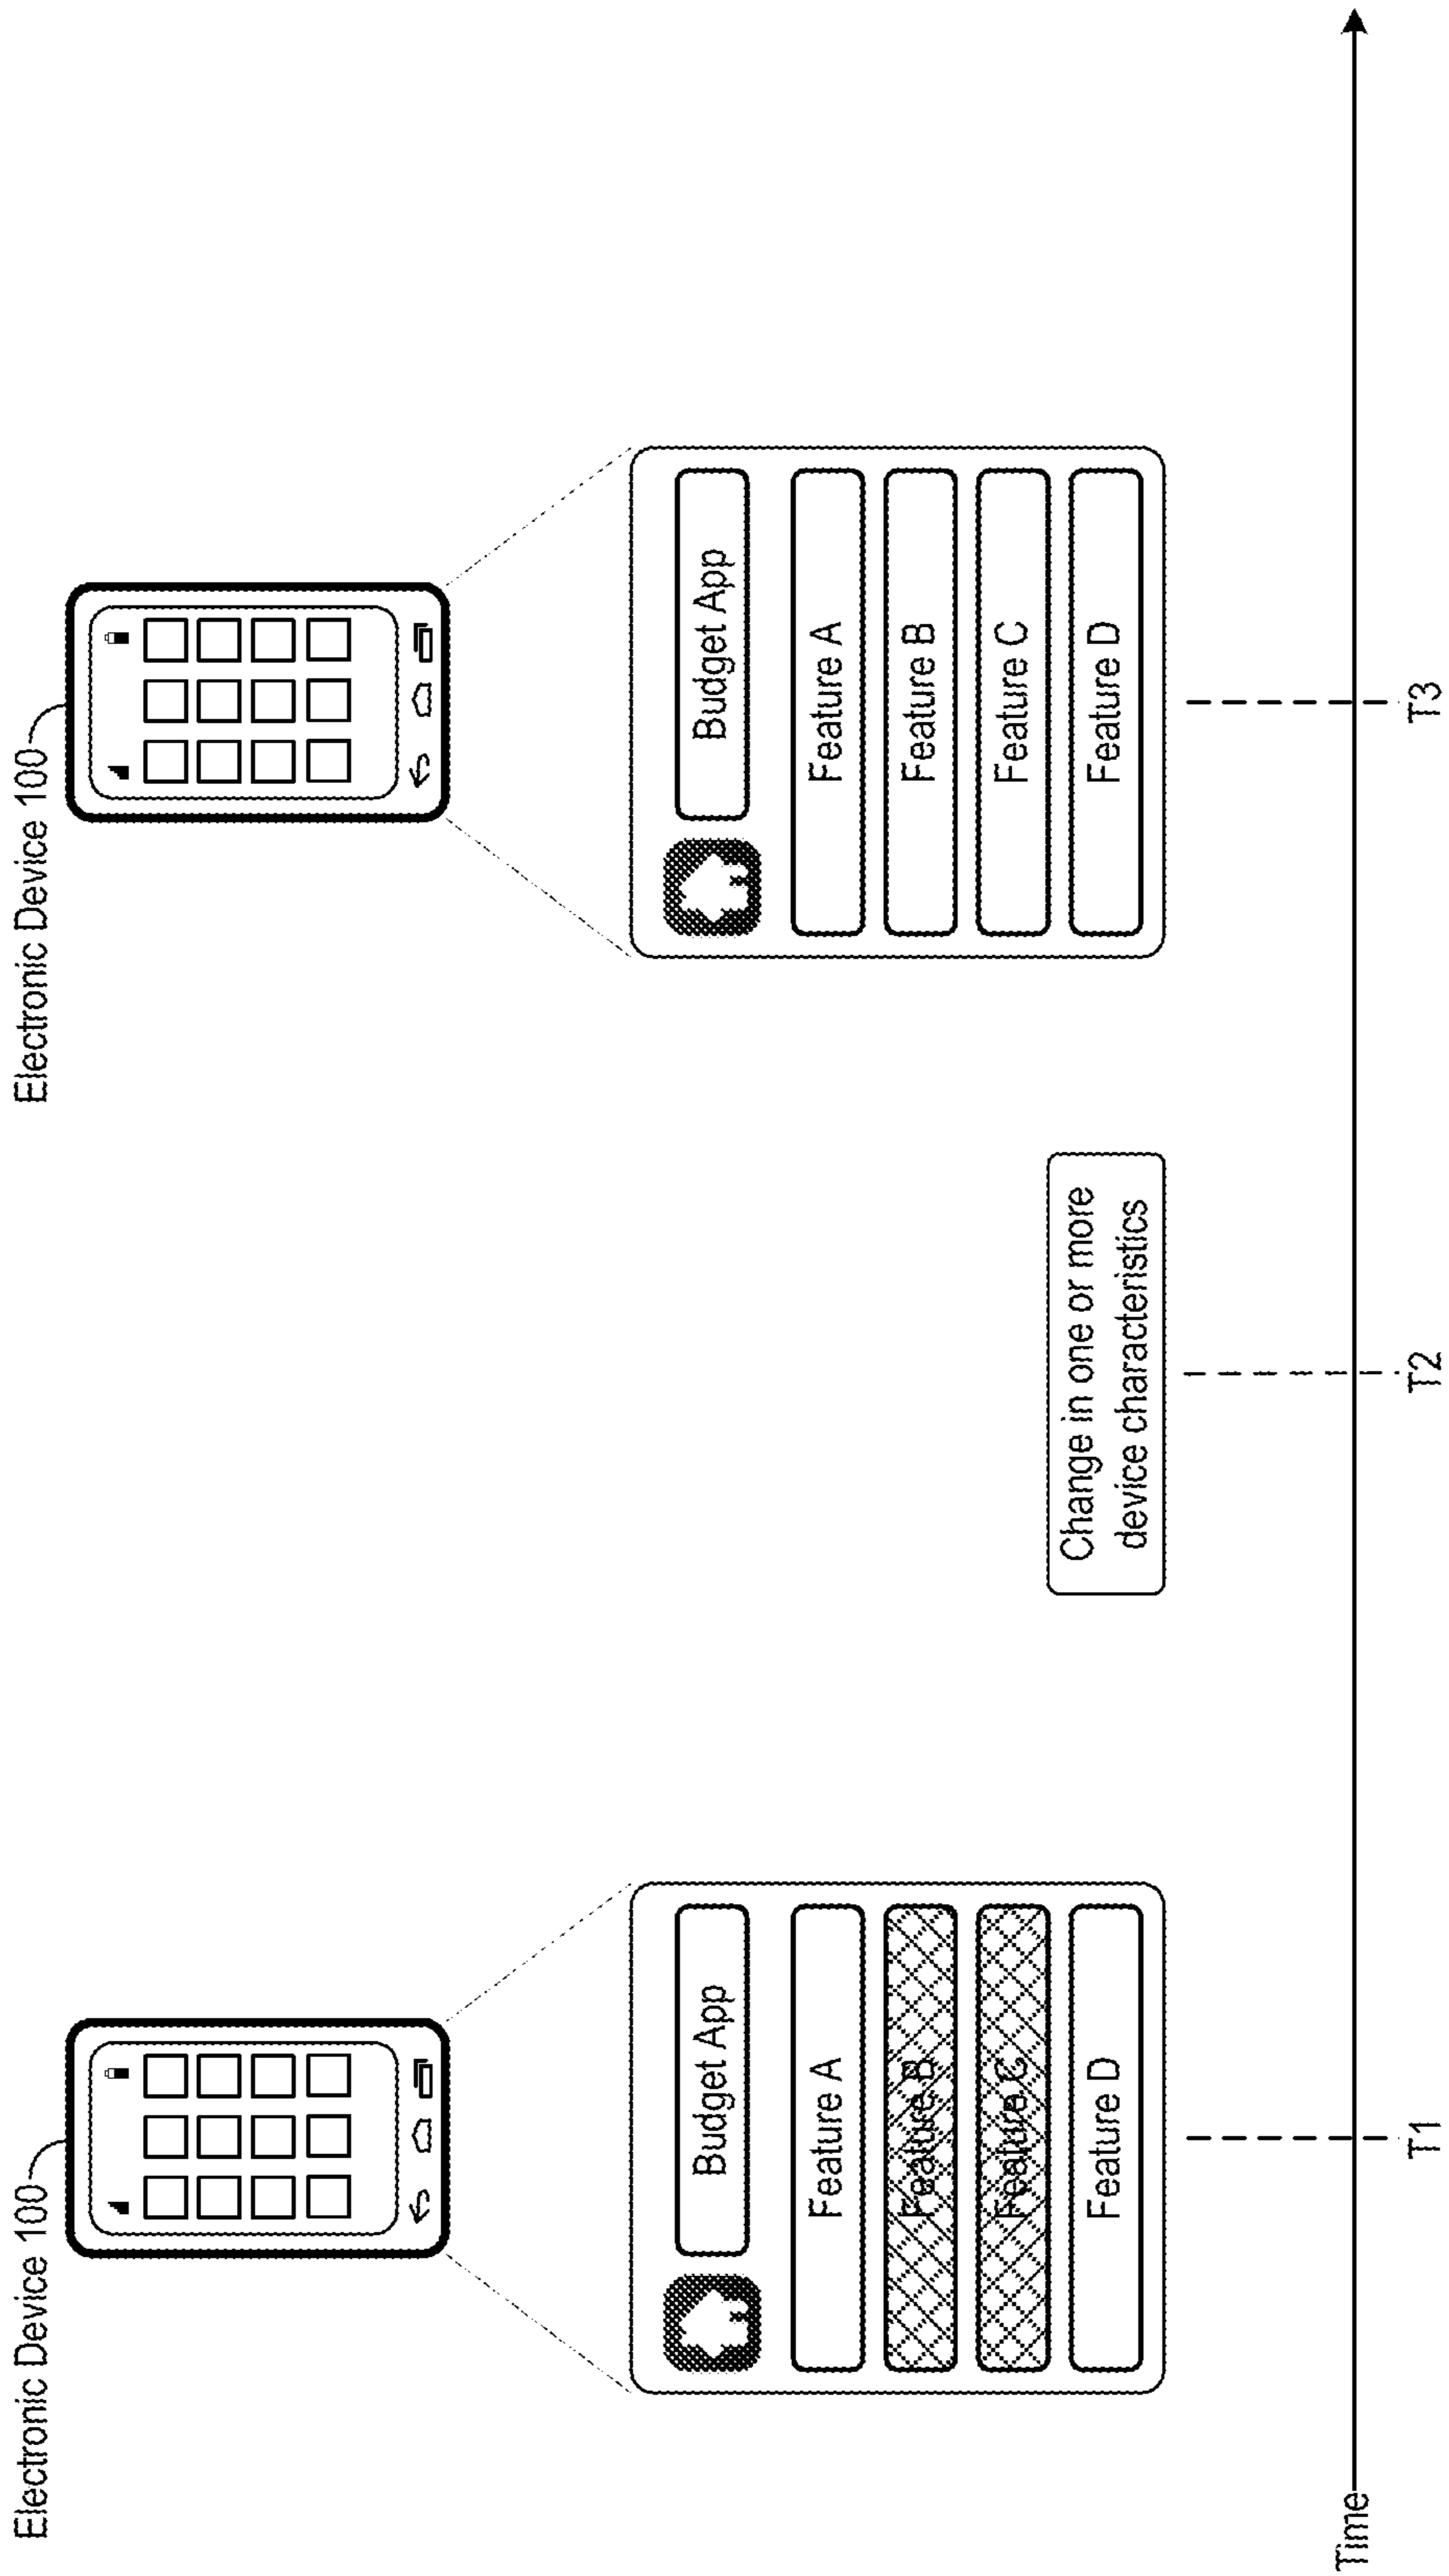 Electronic Device 100
Electronic Device 100
Budget App
Feature A
Feature B
Feature C
Feature D
Change in one or more
device characteristics
Budget App
Feature A
Feature B
Feature C
Feature D
Time
T1
T2
T3